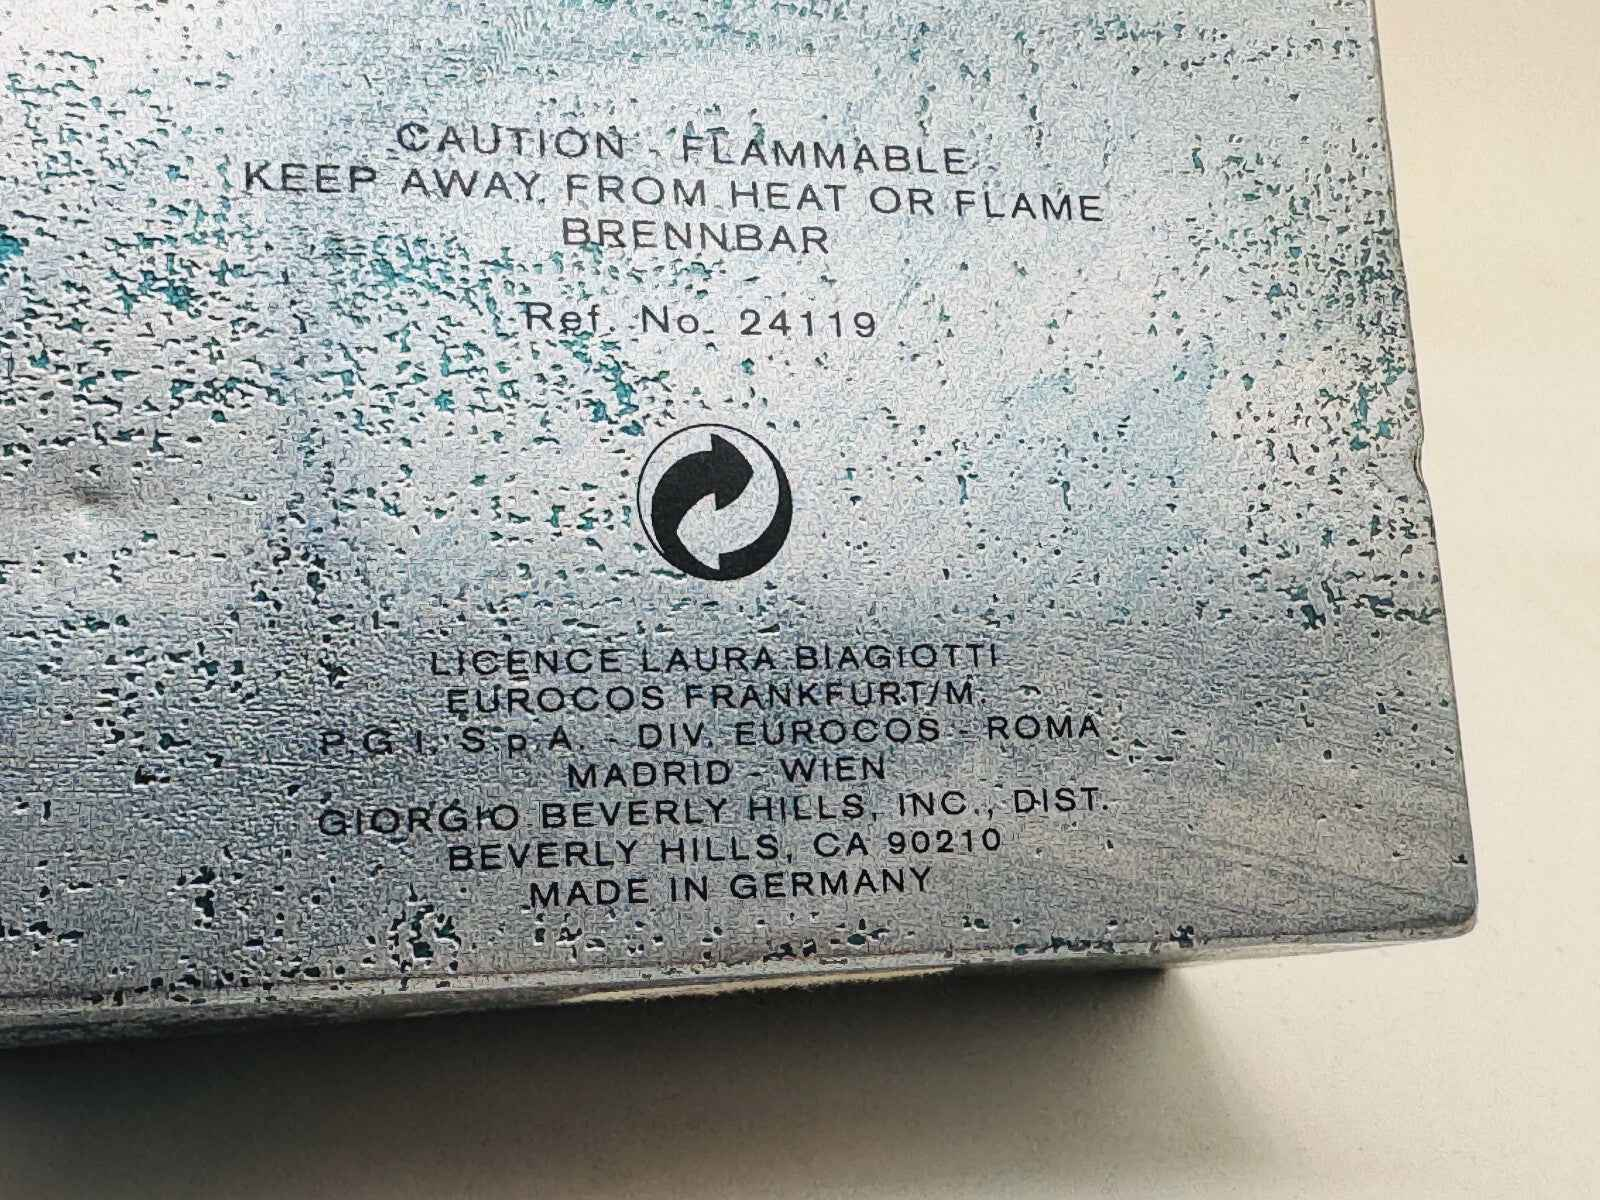 CAUTION - FLAMMABLE
KEEP AWAY FROM HEAT OR FLAME
BRENNBAR
Ref. No. 24119
LICENCE LAURA BIAGIOTTI
EUROCOS FRANKFURT/M.
P.G.I. S.p.A. - DIV. EUROCOS - ROMA
MADRID - WIEN
GIORGIO BEVERLY HILLS, INC., DIST.
BEVERLY HILLS, CA 90210
MADE IN GERMANY